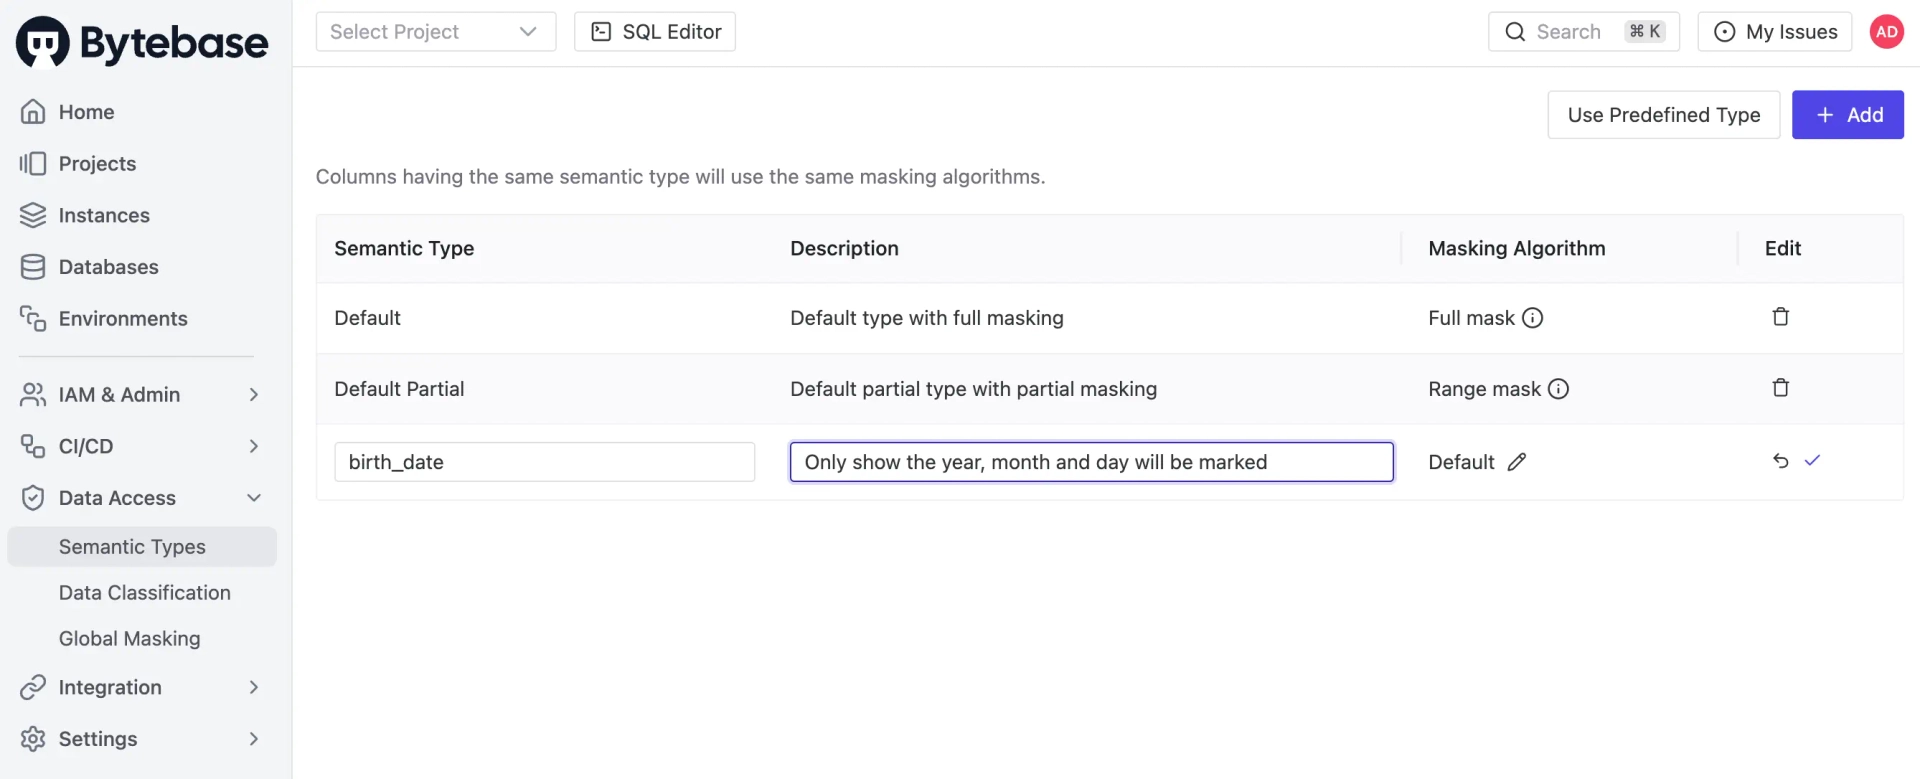 Bytebase
Select Project
SQL Editor
Search ⌘ K
My Issues
AD
Home
Projects
Instances
Databases
Environments
IAM & Admin
CI/CD
Data Access
Semantic Types
Data Classification
Global Masking
Integration
Settings
Use Predefined Type
+ Add
Columns having the same semantic type will use the same masking algorithms.
Semantic Type Description Masking Algorithm Edit
Default Default type with full masking Full mask
Default Partial Default partial type with partial masking Range mask
birth_date Only show the year, month and day will be marked Default